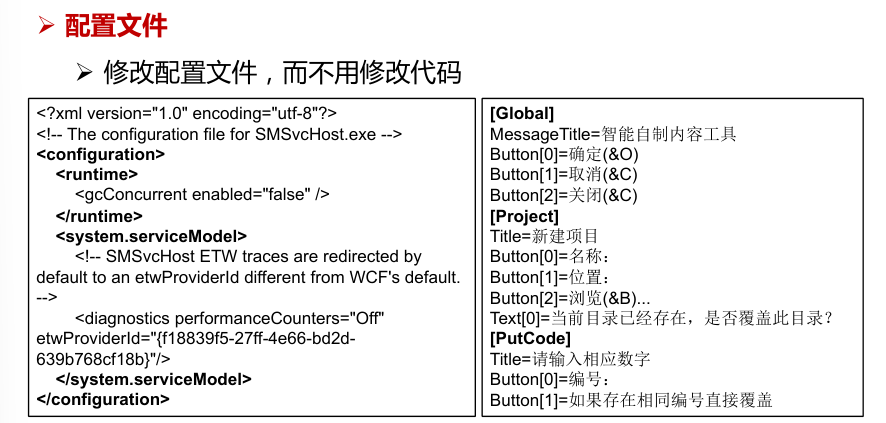 ➢ 配置文件
➢ 修改配置文件，而不用修改代码
<?xml version="1.0" encoding="utf-8"?>
<!-- The configuration file for SMSvcHost.exe -->
<configuration>
<runtime>
<gcConcurrent enabled="false" />
</runtime>
<system.serviceModel>
<!-- SMSvcHost ETW traces are redirected by
default to an etwProviderId different from WCF's default.
-->
<diagnostics performanceCounters="Off"
etwProviderId="{f18839f5-27ff-4e66-bd2d-
639b768cf18b}"/>
</system.serviceModel>
</configuration>
[Global]
MessageTitle=智能自制内容工具
Button[0]=确定(&O)
Button[1]=取消(&C)
Button[2]=关闭(&C)
[Project]
Title=新建项目
Button[0]=名称：
Button[1]=位置：
Button[2]=浏览(&B)...
Text[0]=当前目录已经存在，是否覆盖此目录？
[PutCode]
Title=请输入相应数字
Button[0]=编号：
Button[1]=如果存在相同编号直接覆盖